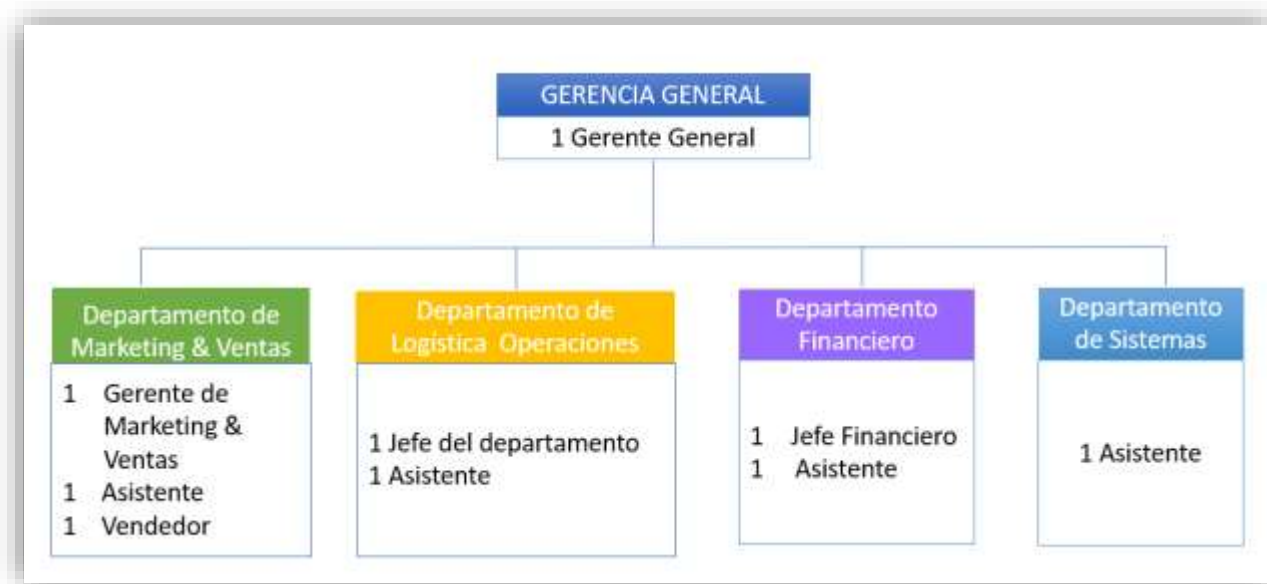 GERENCIA GENERAL
1 Gerente General
Departamento de
Marketing & Ventas
1 Gerente de
Marketing &
Ventas
1 Asistente
1 Vendedor
Departamento de
Logística Operaciones
1 Jefe del departamento
1 Asistente
Departamento
Financiero
1 Jefe Financiero
1 Asistente
Departamento
de Sistemas
1 Asistente